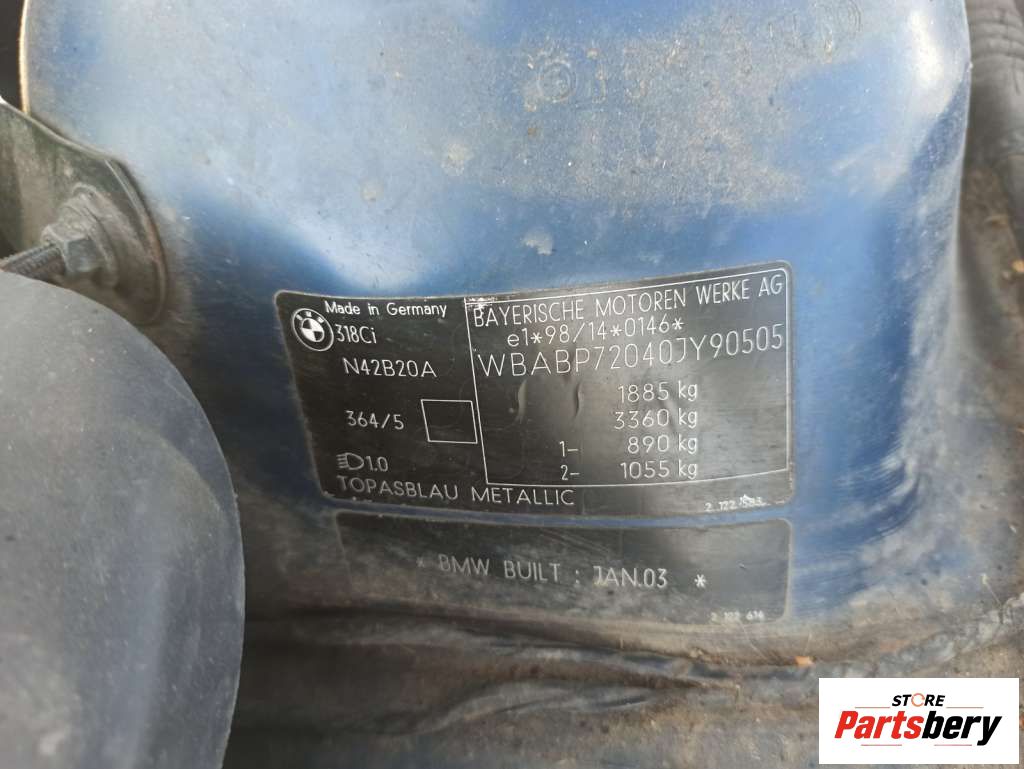 Made in Germany
318Ci
N42B20A
364/5
1.0
TOPASBLAU METALLIC
BAYERISCHE MOTOREN WERKE AG
e1*98/14*0146*
WBABP72040JY90505
1885 kg
3360 kg
1- 890 kg
2- 1055 kg
* BMW BUILT : JAN.03 *
STORE
Partsbery